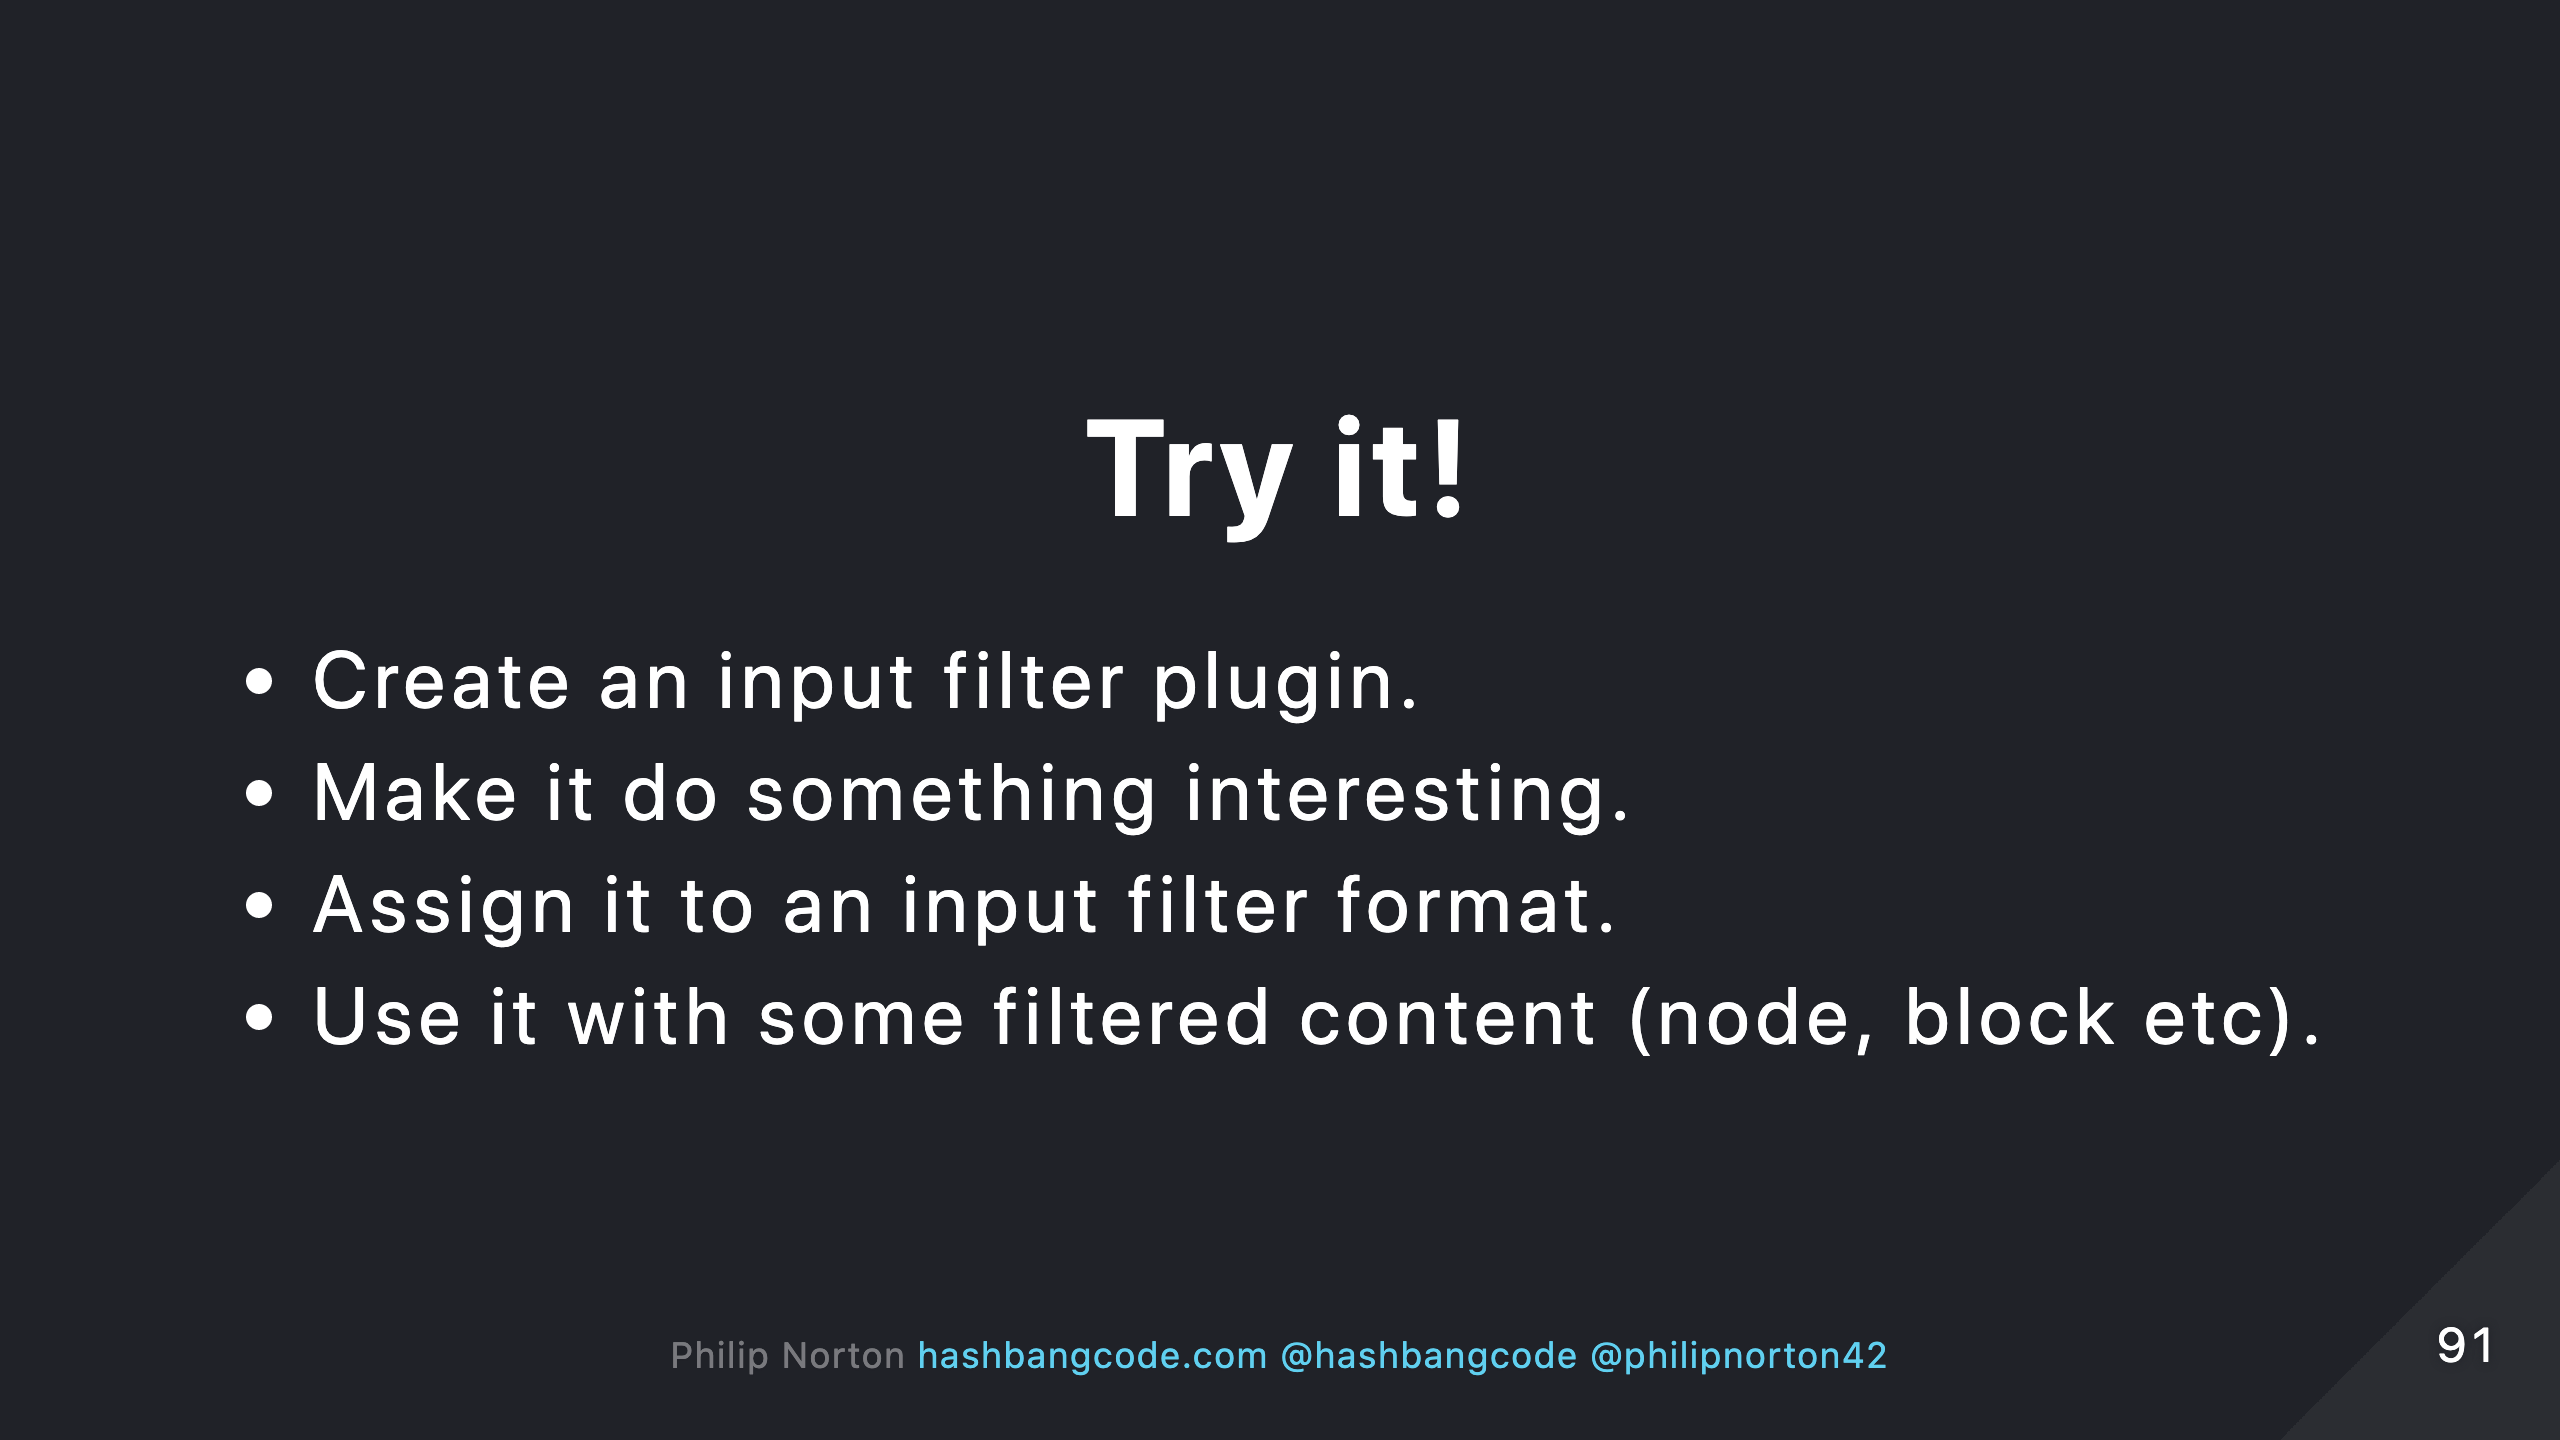 Try it!
• Create an input filter plugin.
• Make it do something interesting.
• Assign it to an input filter format.
• Use it with some filtered content (node, block etc).
Philip Norton hashbangcode.com @hashbangcode @philipnorton42
91